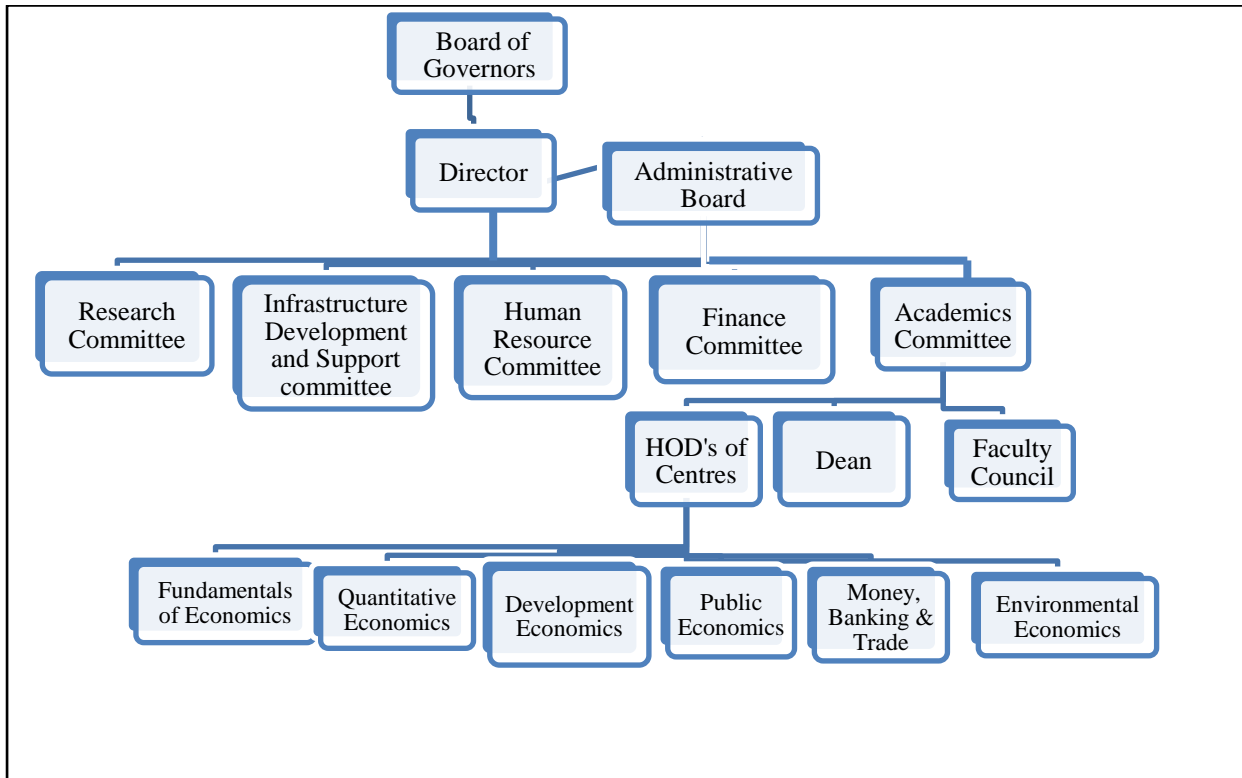 Board of
Governors
Director
Administrative
Board
Research
Committee
Infrastructure
Development
and Support
committee
Human
Resource
Committee
Finance
Committee
Academics
Committee
HOD's of
Centres
Dean
Faculty
Council
Fundamentals
of Economics
Quantitative
Economics
Development
Economics
Public
Economics
Money,
Banking &
Trade
Environmental
Economics